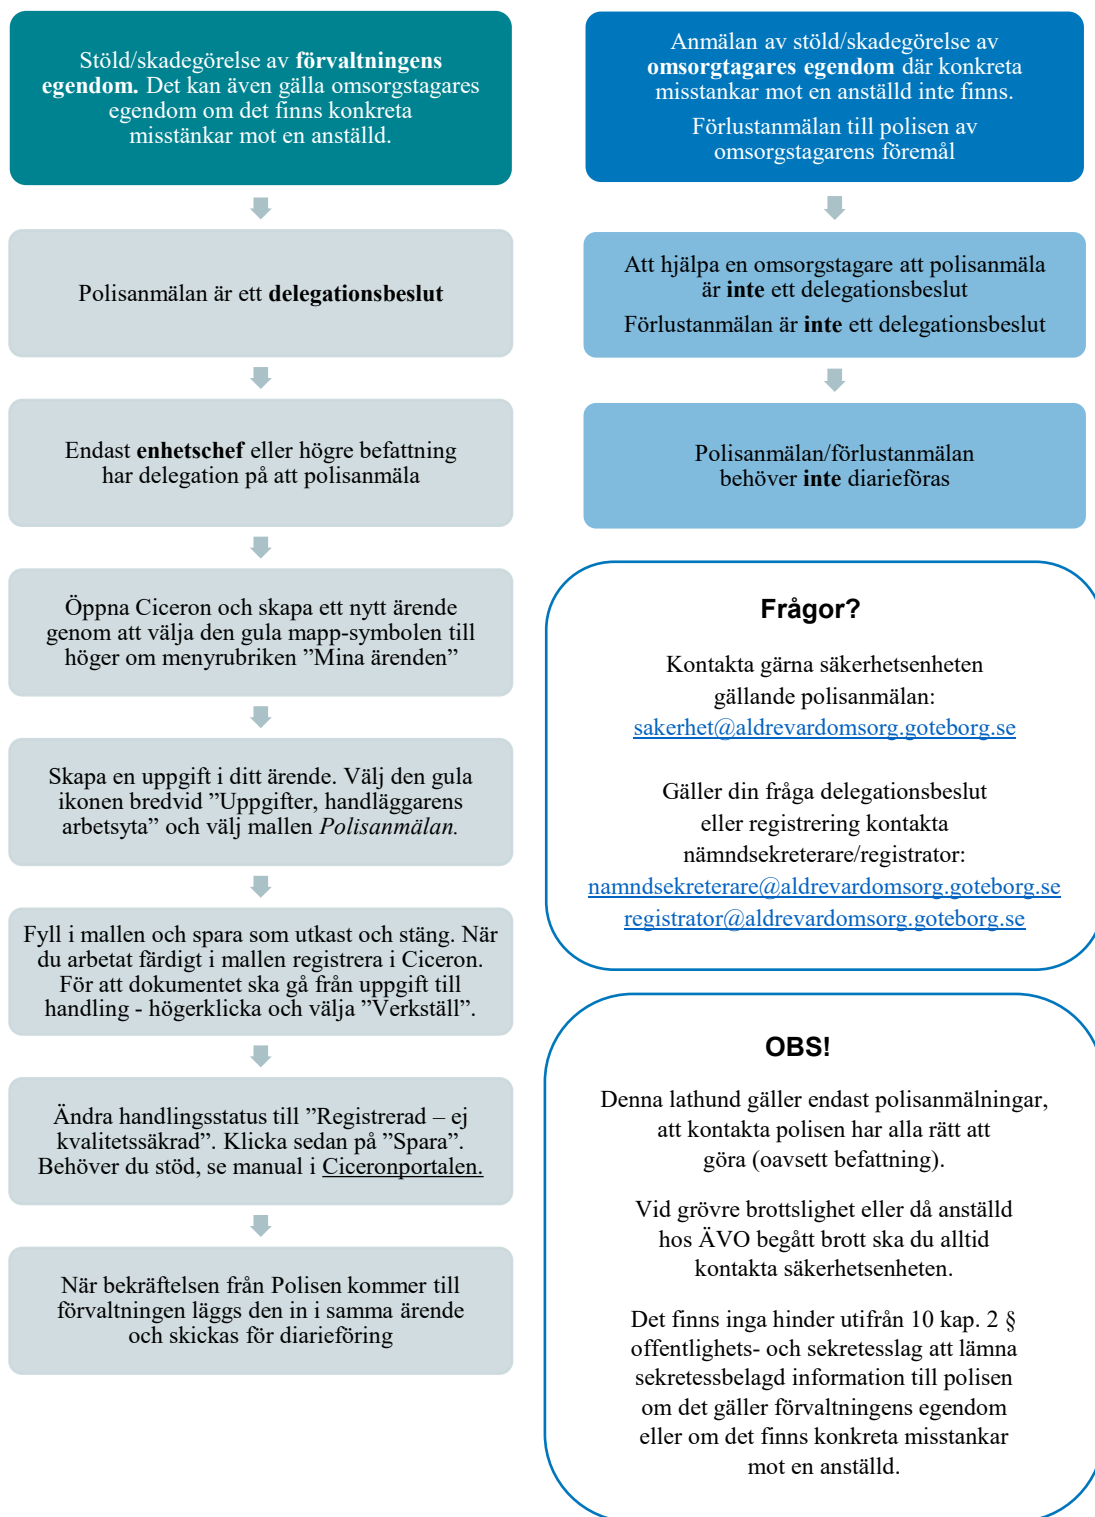 Stöld/skadegörelse av förvaltningens
egendom. Det kan även gälla omsorgstagares
egendom om det finns konkreta
misstänkar mot en anställd.
Polisanmälan är ett delegationsbeslut
Endast enhetschef eller högre befattning
har delegation på att polisanmäla
Öppna Ciceron och skapa ett nytt ärende
genom att välja den gula mapp-symbolen till
höger om menyrubriken ”Mina ärenden”
Skapa en uppgift i ditt ärende. Välj den gula
ikonen bredvid ”Uppgifter, handläggarens
arbetsyta” och välj mallen Polisanmälan.
Fyll i mallen och spara som utkast och stäng. När
du arbetat färdigt i mallen registrera i Ciceron.
För att dokumentet ska gå från uppgift till
handling - högerklicka och välja ”Verkställ”.
Ändra handlingsstatus till ”Registrerad – ej
kvalitetssäkrad”. Klicka sedan på ”Spara”.
Behöver du stöd, se manual i Ciceronportalen.
När bekräftelsen från Polisen kommer till
förvaltningen läggs den in i samma ärende
och skickas för diarieföring
Anmälan av stöld/skadegörelse av
omsorgtagares egendom där konkreta
misstankar mot en anställd inte finns.
Förlustanmälan till polisen av
omsorgstagarens föremål
Att hjälpa en omsorgstagare att polisanmäla
är inte ett delegationsbeslut
Förlustanmälan är inte ett delegationsbeslut
Polisanmälan/förlustanmälan
behöver inte diarieföras
Frågor?
Kontakta gärna säkerhetsenheten
gällande polisanmälan:
sakerhet@aldrevardomsorg.goteborg.se
Gäller din fråga delegationsbeslut
eller registrering kontakta
nämndsekreterare/registrator:
namndsekreterare@aldrevardomsorg.goteborg.se
registrator@aldrevardomsorg.goteborg.se
OBS!
Denna lathund gäller endast polisanmälningar,
att kontakta polisen har alla rätt att
göra (oavsett befattning).
Vid grövre brottslighet eller då anställd
hos ÄVO begått brott ska du alltid
kontakta säkerhetsenheten.
Det finns inga hinder utifrån 10 kap. 2 §
offentlighets- och sekretesslag att lämna
sekretessbelagd information till polisen
om det gäller förvaltningens egendom
eller om det finns konkreta misstankar
mot en anställd.